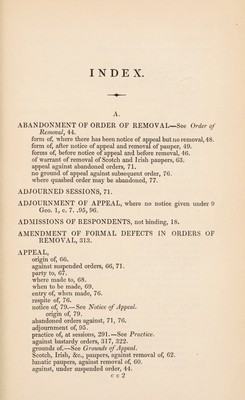 INDEX.
A.
ABANDONMENT OF ORDER OF REMOVAL—See Order of
Removal, 44.
form of, where there has been notice of appeal but no removal, 48.
form of, after notice of appeal and removal of pauper, 49.
forms of, before notice of appeal and before removal, 46.
of warrant of removal of Scotch and Irish paupers, 63.
appeal against abandoned orders, 71.
no ground of appeal against subsequent order, 76.
where quashed order may be abandoned, 77.
ADJOURNED SESSIONS, 71.
ADJOURNMENT OF APPEAL, where no notice given under 9
Geo. 1, c. 7. ,95, 96.
ADMISSIONS OF RESPONDENTS, not binding, 18.
AMENDMENT OF FORMAL DEFECTS IN ORDERS OF
REMOVAL, 313.
APPEAL,
origin of, 66.
against suspended orders, 66, 71.
party to, 67.
where made to, 68.
when to be made, 69.
entry of, when made, 76.
respite of, 76.
notice of, 79.—See Notice of Appeal.
origin of, 79.
abandoned orders against, 71, 76.
adjournment of, 95.
practice of, at sessions, 291.—See Practice.
against bastardy orders, 317, 322.
grounds of.—See Grounds of Appeal.
Scotch, Irish, &c., paupers, against removal of, 62.
lunatic paupers, against removal of, 60.
against, under suspended order, 44.
c c 2